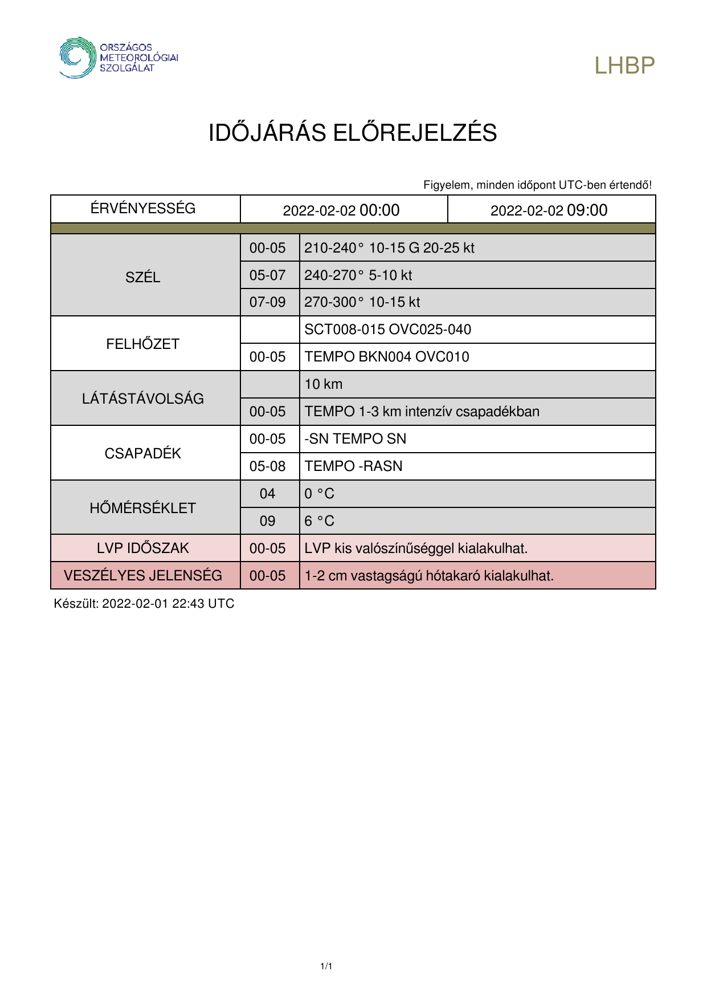 ORSZÁGOS
METEOROLÓGIAI
SZOLGÁLAT
LHBP
IDŐJÁRÁS ELŐREJELZÉS
Figyelem, minden időpont UTC-ben értendő!
ÉRVÉNYESSÉG 2022-02-02 00:00 2022-02-02 09:00
SZÉL
00-05 210-240° 10-15 G 20-25 kt
05-07 240-270° 5-10 kt
07-09 270-300° 10-15 kt
FELHŐZET
SCT008-015 OVC025-040
00-05 TEMPO BKN004 OVC010
LÁTÁSTÁVOLSÁG
10 km
00-05 TEMPO 1-3 km intenzív csapadékban
CSAPADÉK
00-05 -SN TEMPO SN
05-08 TEMPO -RASN
HŐMÉRSÉKLET
04 0 °C
09 6 °C
LVP IDŐSZAK 00-05 LVP kis valószínűséggel kialakulhat.
VESZÉLYES JELENSÉG 00-05 1-2 cm vastagságú hótakaró kialakulhat.
Készült: 2022-02-01 22:43 UTC
1/1